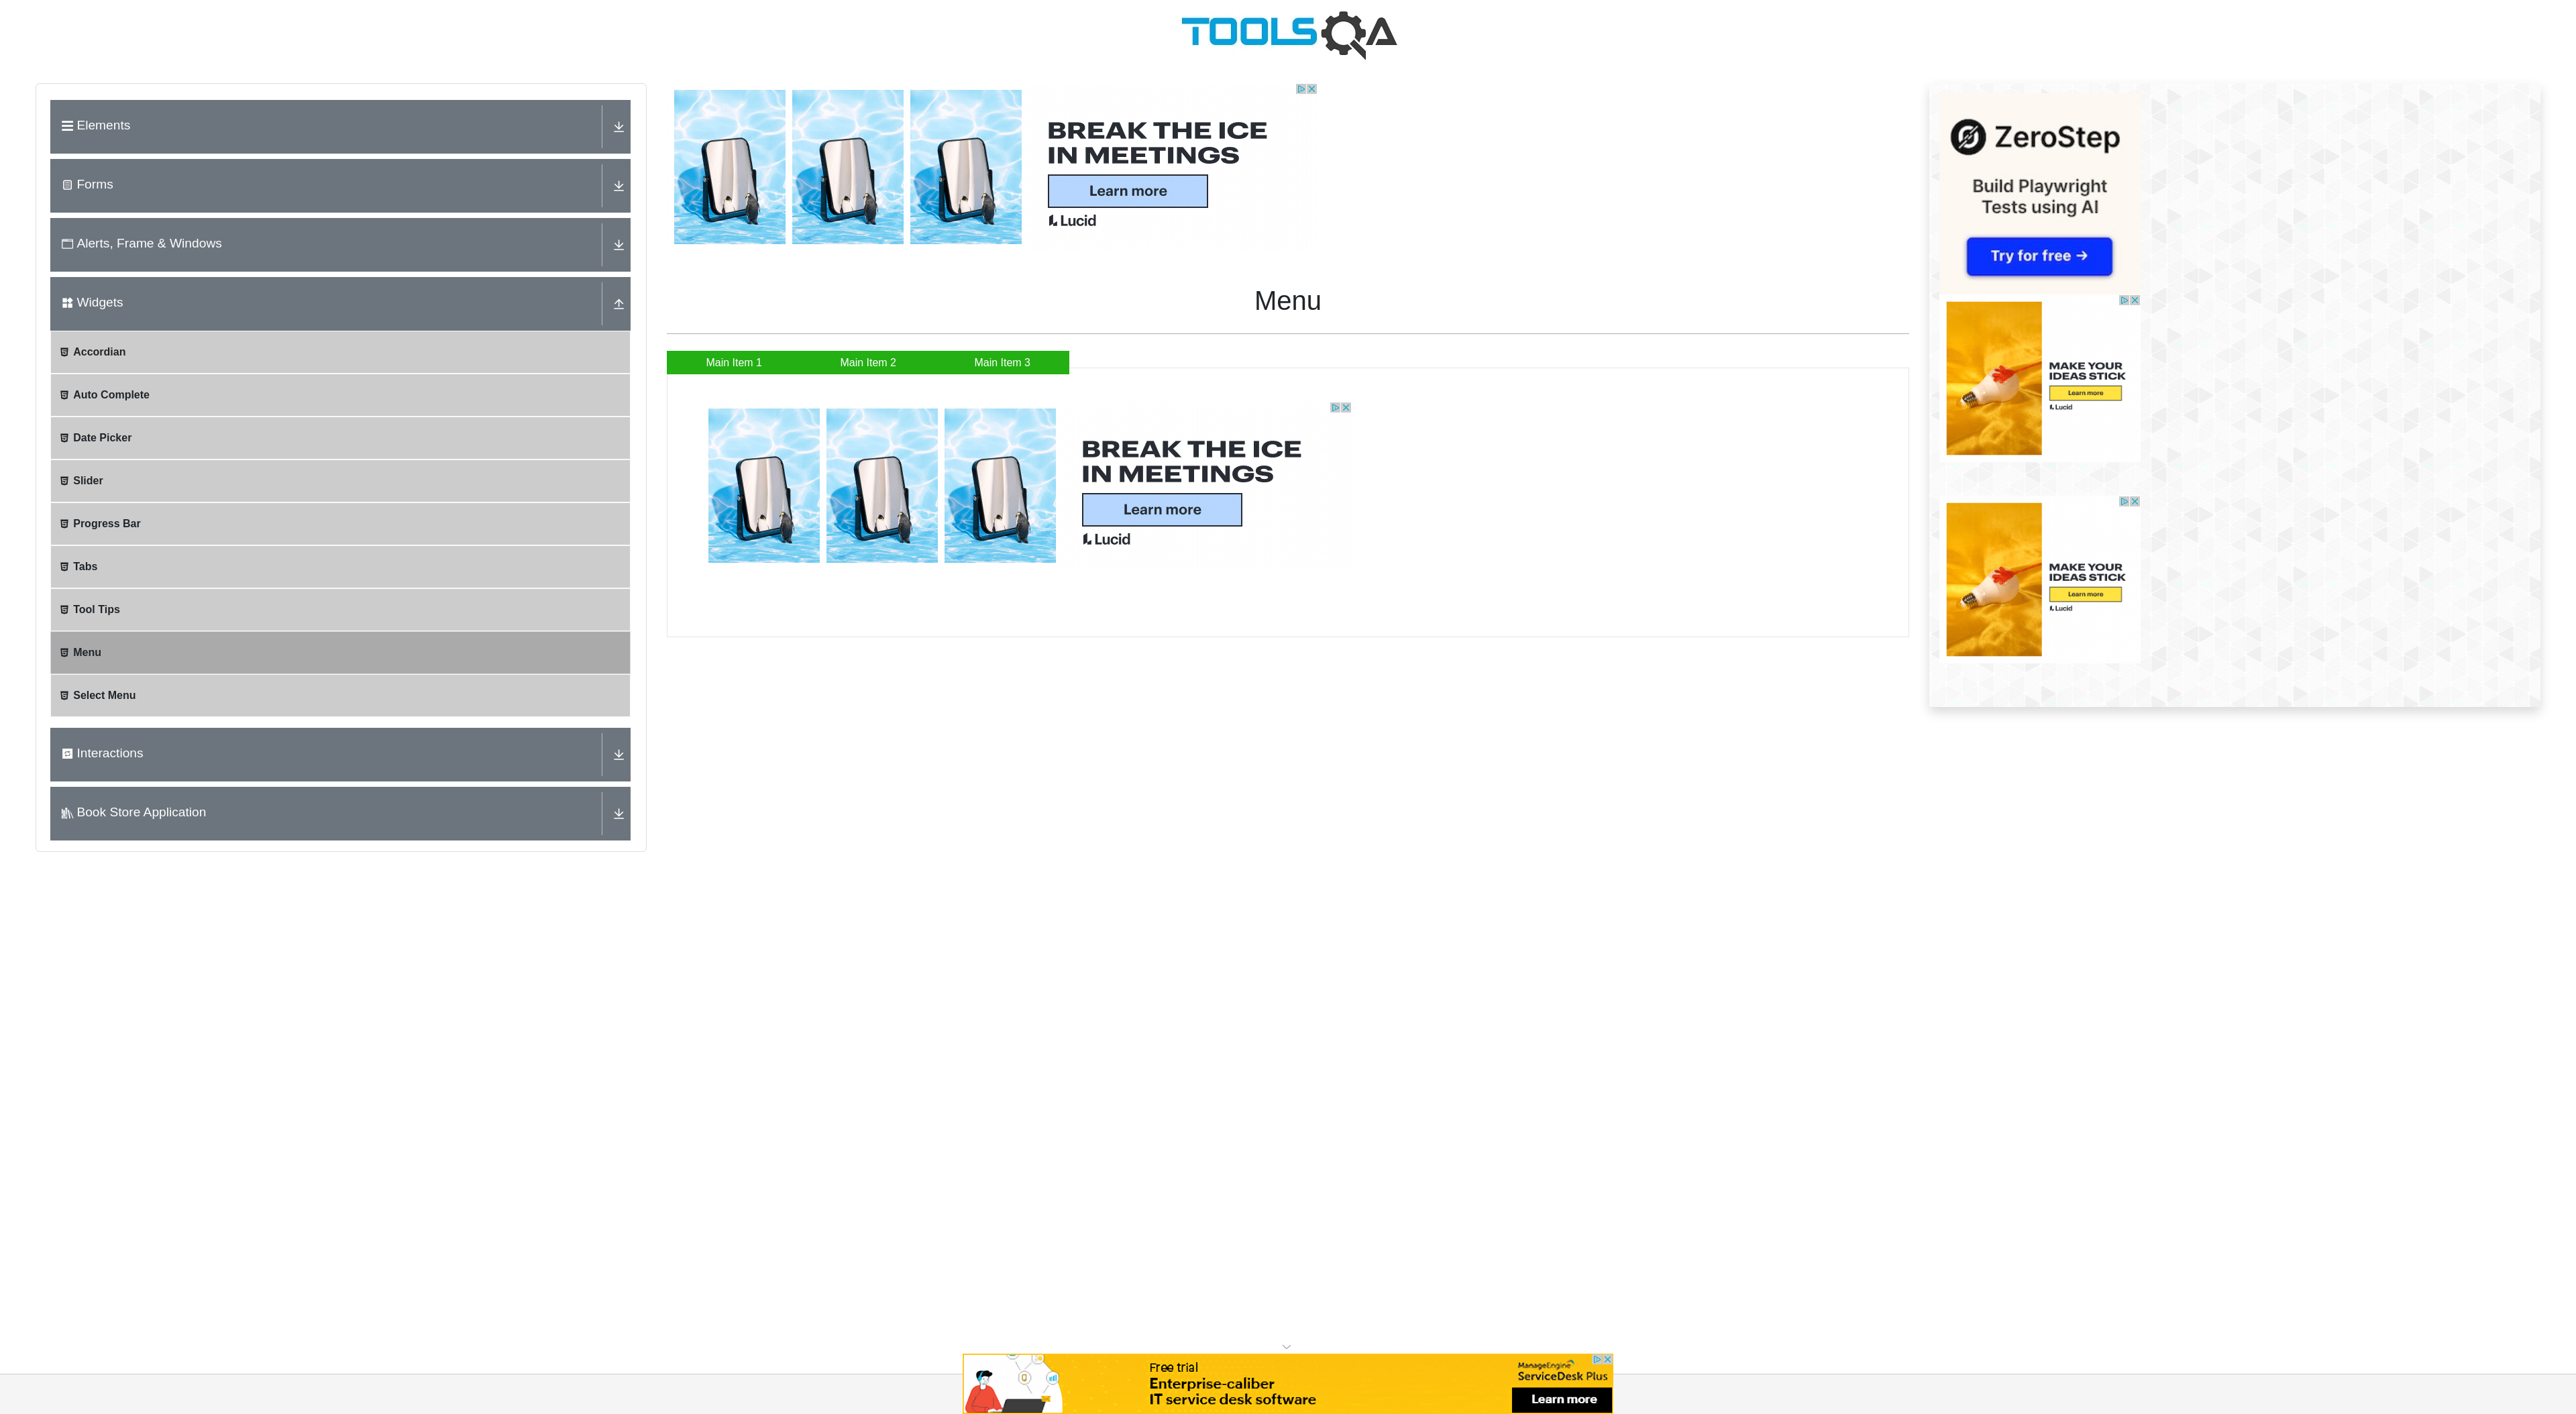 TOOLSQA
Elements
Forms
Alerts, Frame & Windows
Widgets
Accordian
Auto Complete
Date Picker
Slider
Progress Bar
Tabs
Tool Tips
Menu
Select Menu
Interactions
Book Store Application
BREAK THE ICE
IN MEETINGS
Learn more
Lucid
Menu
Main Item 1 Main Item 2 Main Item 3
BREAK THE ICE
IN MEETINGS
Learn more
Lucid
ZeroStep
Build Playwright
Tests using AI
Try for free →
MAKE YOUR
IDEAS STICK
Learn more
Lucid
MAKE YOUR
IDEAS STICK
Learn more
Lucid
Free trial
Enterprise-caliber
IT service desk software
ManageEngine
ServiceDesk Plus
Learn more